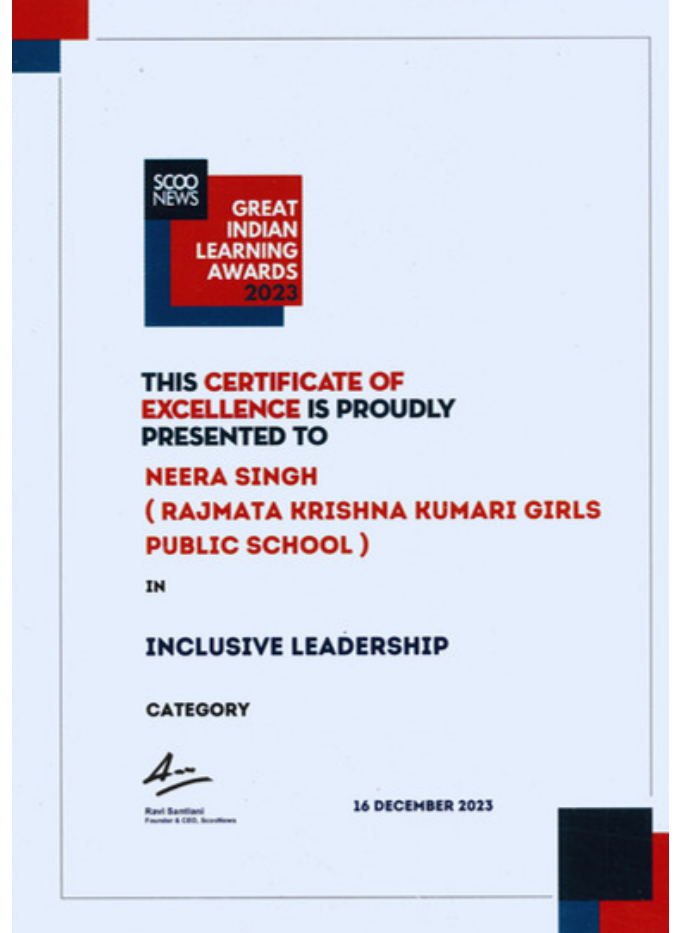 SCOO
NEWS
GREAT
INDIAN
LEARNING
AWARDS
2023
THIS CERTIFICATE OF
EXCELLENCE IS PROUDLY
PRESENTED TO
NEERA SINGH
( RAJMATA KRISHNA KUMARI GIRLS
PUBLIC SCHOOL )
IN
INCLUSIVE LEADERSHIP
CATEGORY
Ravi Santlani
Founder & CEO, ScooNews
16 DECEMBER 2023